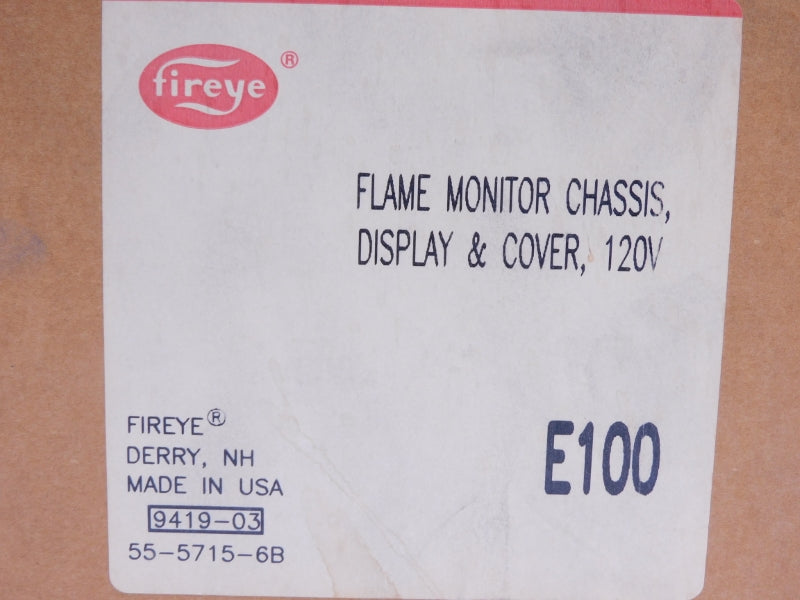 fireye®
FLAME MONITOR CHASSIS,
DISPLAY & COVER, 120V
FIREYE®
DERRY, NH
MADE IN USA
9419-03
55-5715-6B
E100